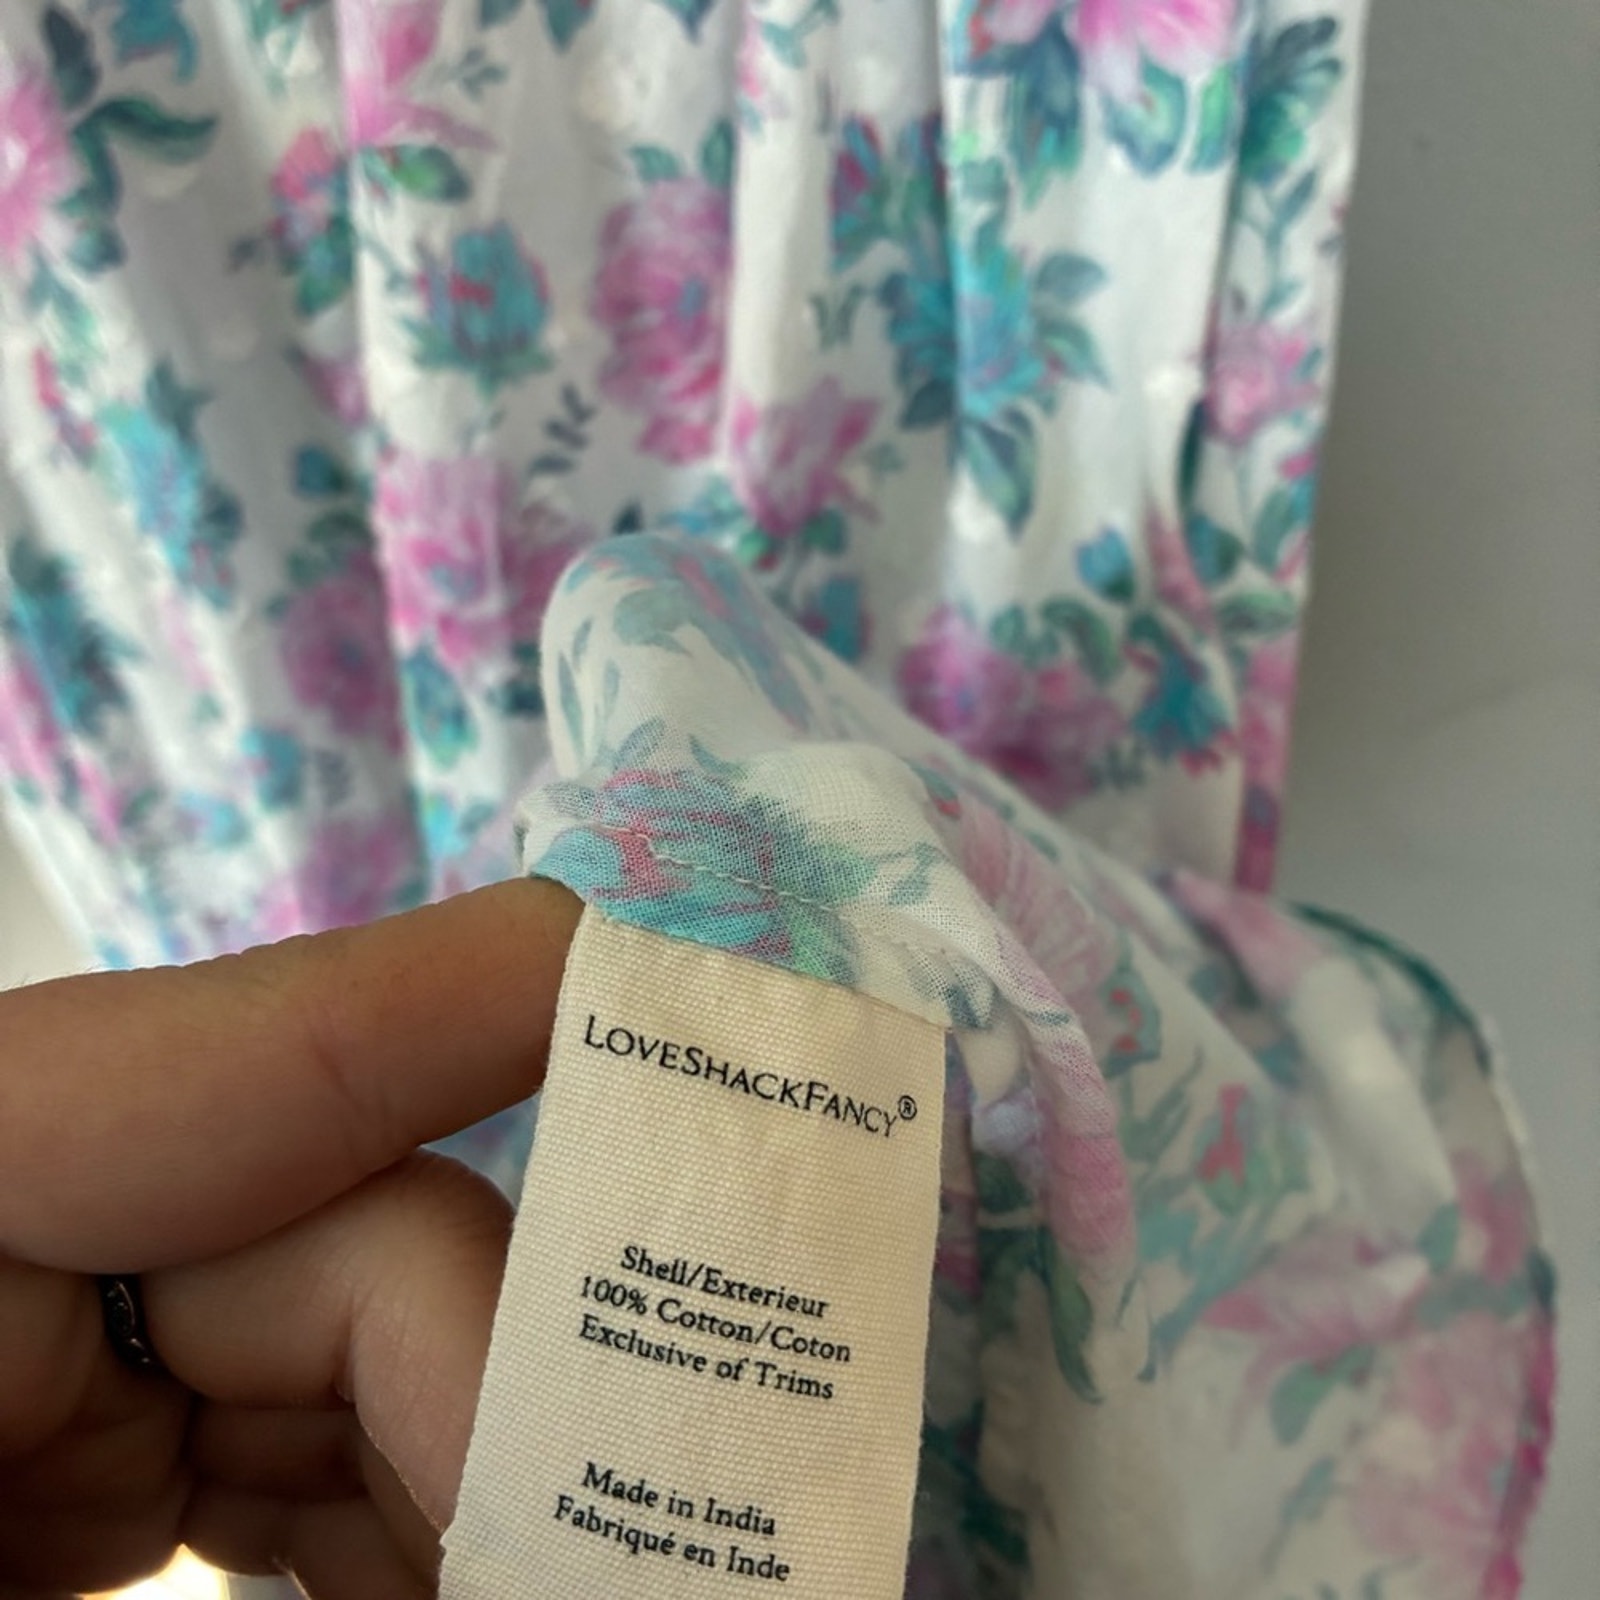 LOVESHACKFANCY®
Shell/Exterieur
100% Cotton/Coton
Exclusive of Trims
Made in India
Fabriqué en Inde